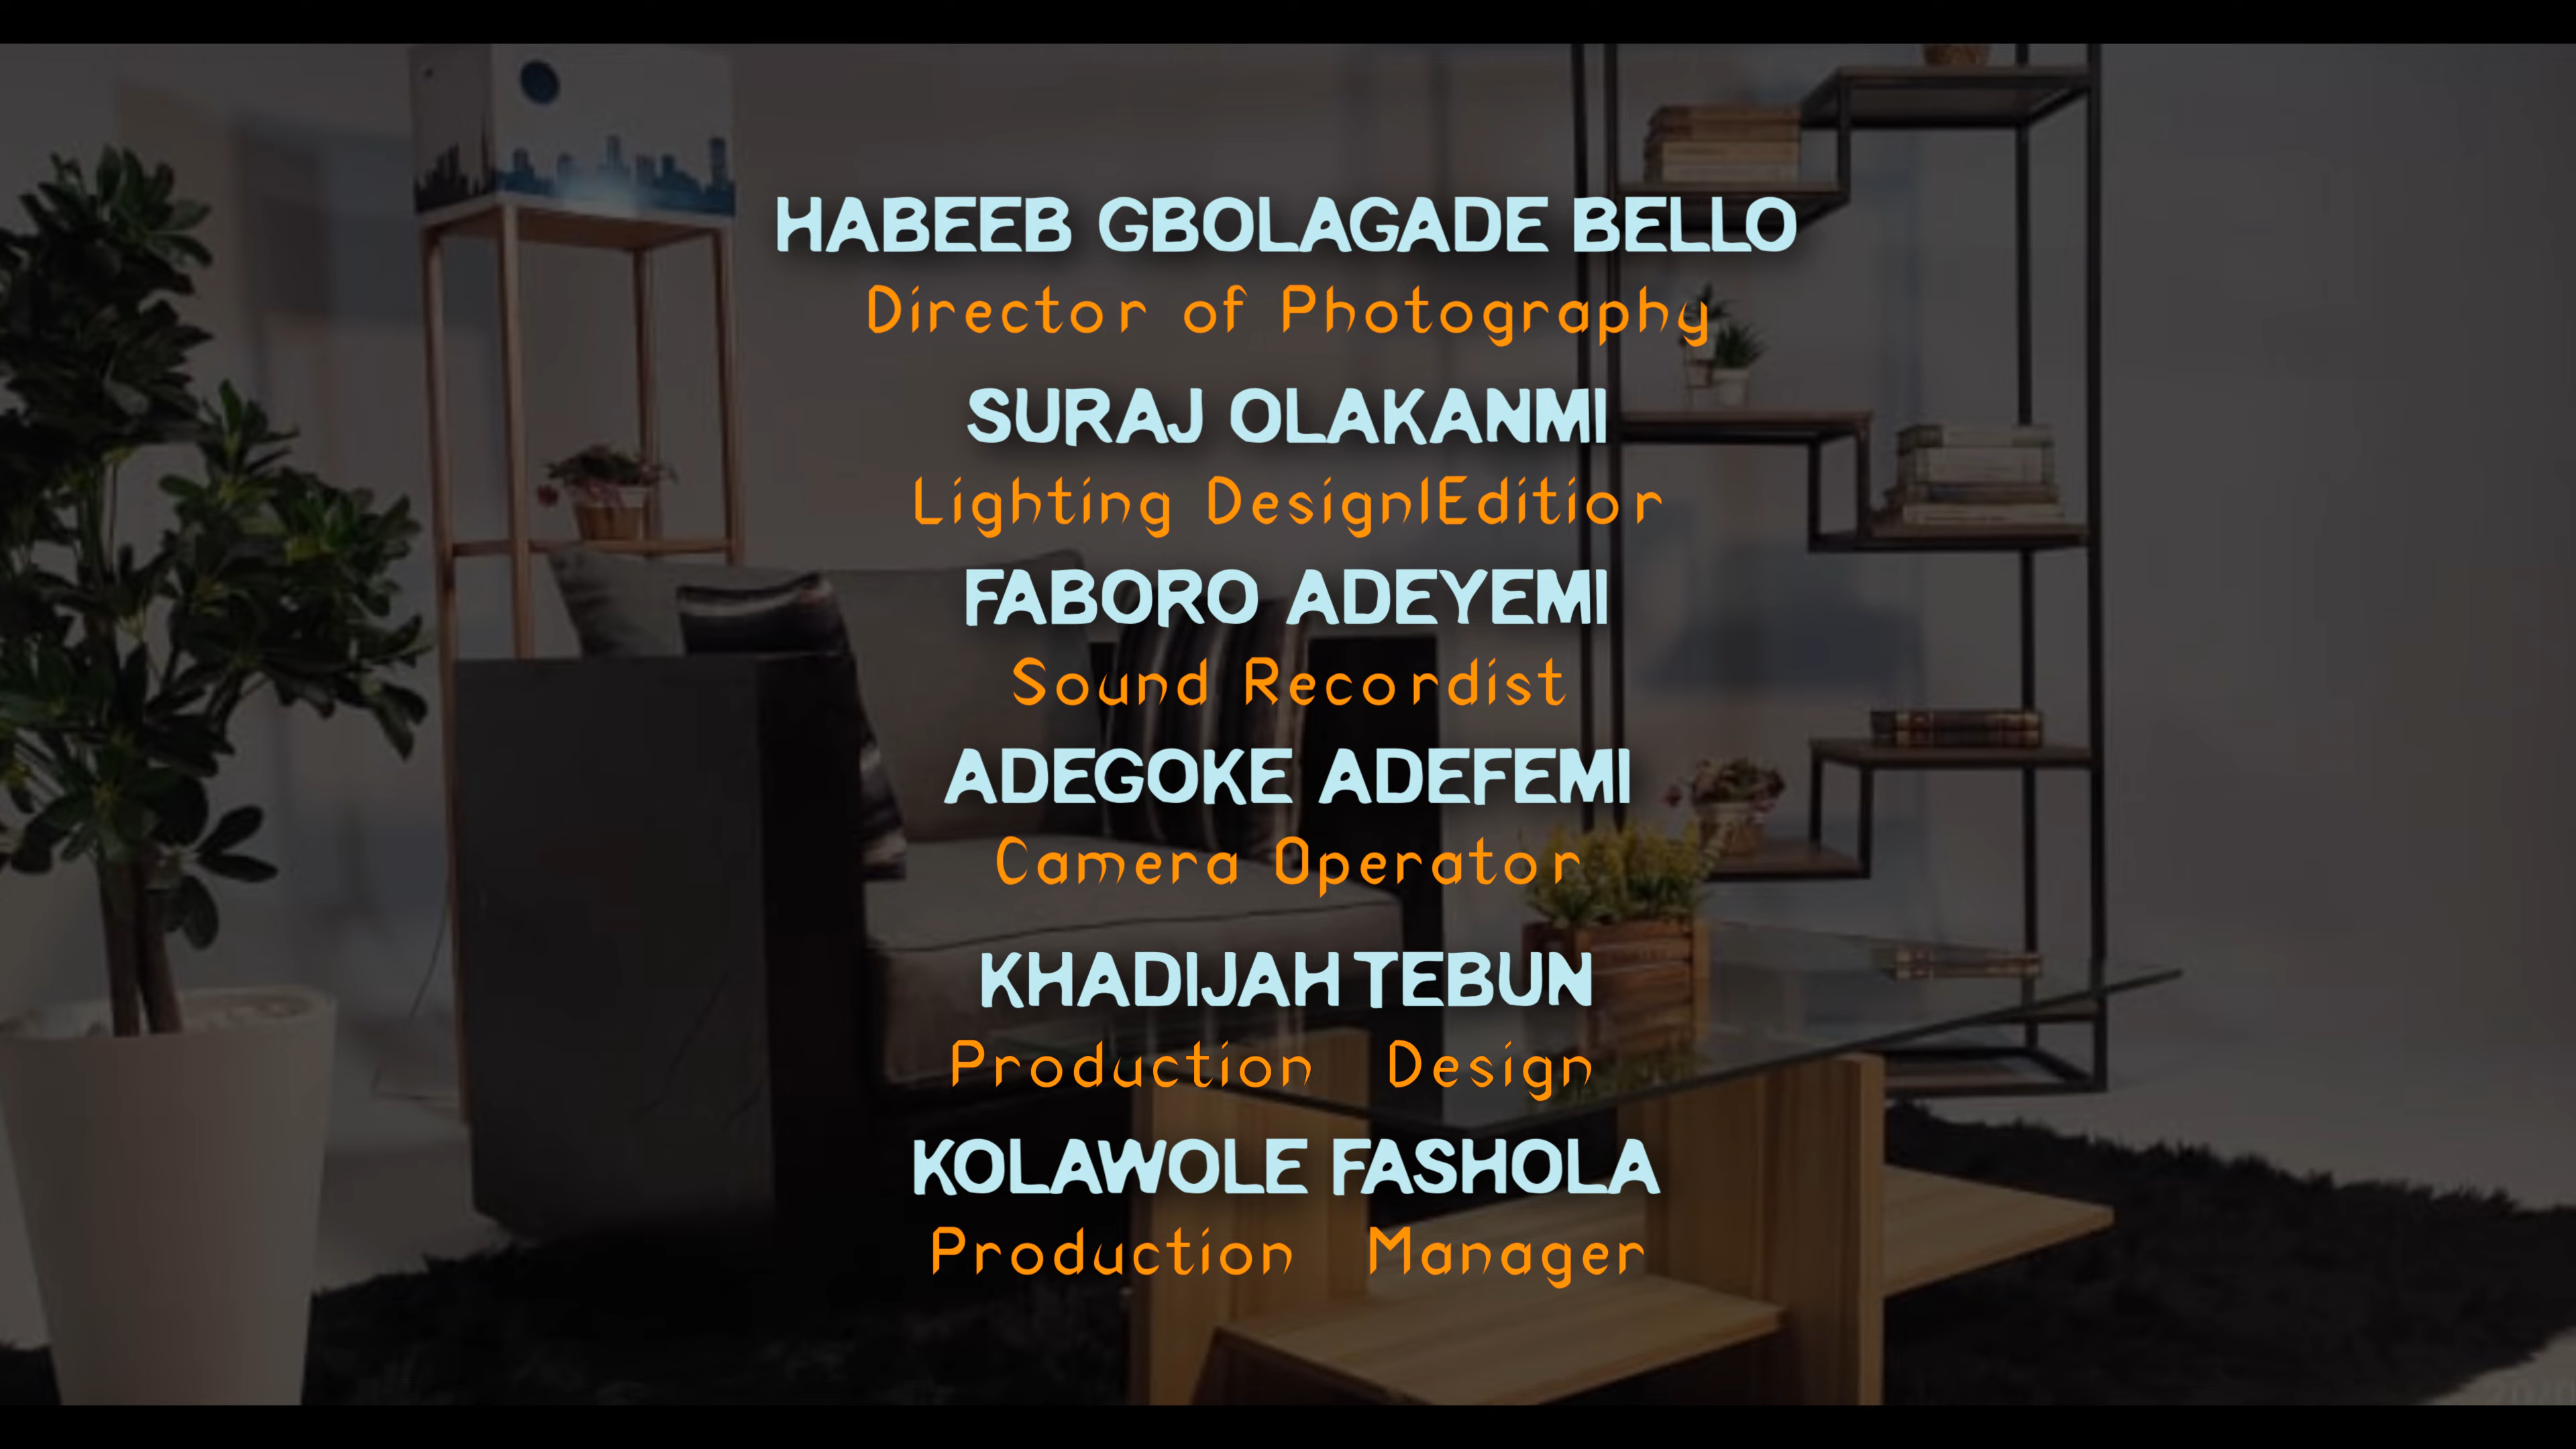 HABEEB GBOLAGADE BELLO
Director of Photography
SURAJ OLAKANMI
Lighting Design|Editior
FABORO ADEYEMI
Sound Recordist
ADEGOKE ADEFEMI
Camera Operator
KHADIJAH TEBUN
Production Design
KOLAWOLE FASHOLA
Production Manager